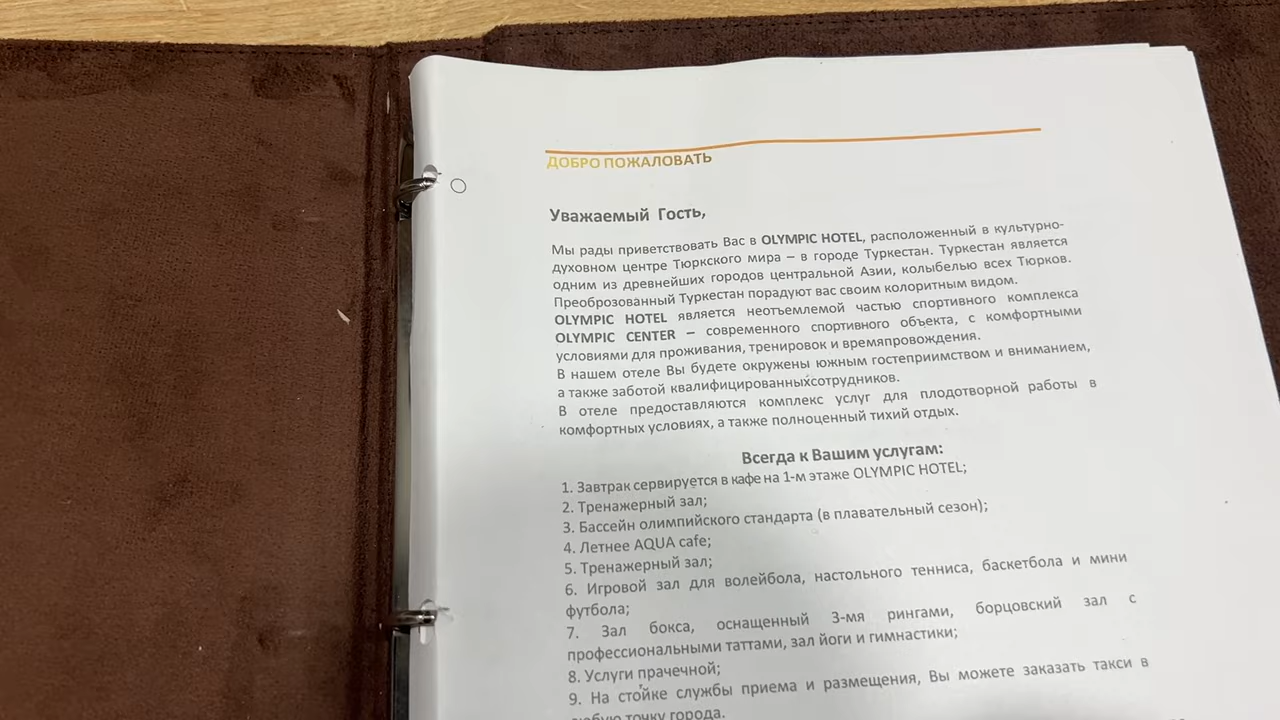 ДОБРО ПОЖАЛОВАТЬ
Уважаемый Гость,
Мы рады приветствовать Вас в OLYMPIC HOTEL, расположенный в культурно-
духовном центре Тюркского мира – в городе Туркестан. Туркестан является
одним из древнейших городов центральной Азии, колыбелью всех Тюрков.
Преоброзованный Туркестан порадуют вас своим колоритным видом.
OLYMPIC HOTEL является неотъемлемой частью спортивного комплекса
OLYMPIC CENTER – современного спортивного объекта, с комфортными
условиями для проживания, тренировок и времяпровождения.
В нашем отеле Вы будете окружены южным гостеприимством и вниманием,
а также заботой квалифицированныхсотрудников.
В отеле предоставляются комплекс услуг для плодотворной работы в
комфортных условиях, а также полноценный тихий отдых.
Всегда к Вашим услугам:
1. Завтрак сервируется в кафе на 1-м этаже OLYMPIC HOTEL;
2. Тренажерный зал;
3. Бассейн олимпийского стандарта (в плавательный сезон);
4. Летнее AQUA cafe;
5. Тренажерный зал;
6. Игровой зал для волейбола, настольного тенниса, баскетбола и мини
футбола;
7. Зал бокса, оснащенный 3-мя рингами, борцовский зал с
профессиональными таттами, зал йоги и гимнастики;
8. Услуги прачечной;
9. На стойке службы приема и размещения, Вы можете заказать такси в
любую точку города.